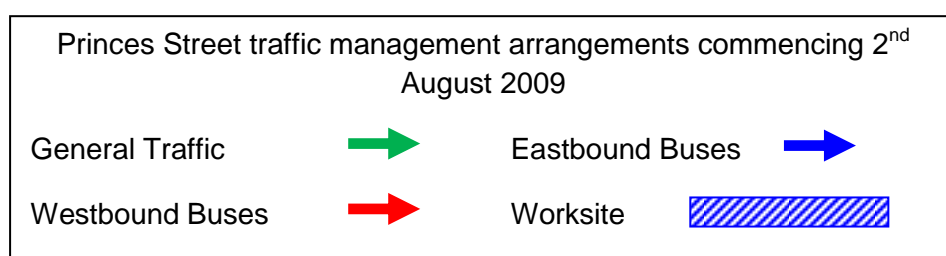 Princes Street traffic management arrangements commencing 2nd
August 2009
General Traffic Eastbound Buses
Westbound Buses Worksite